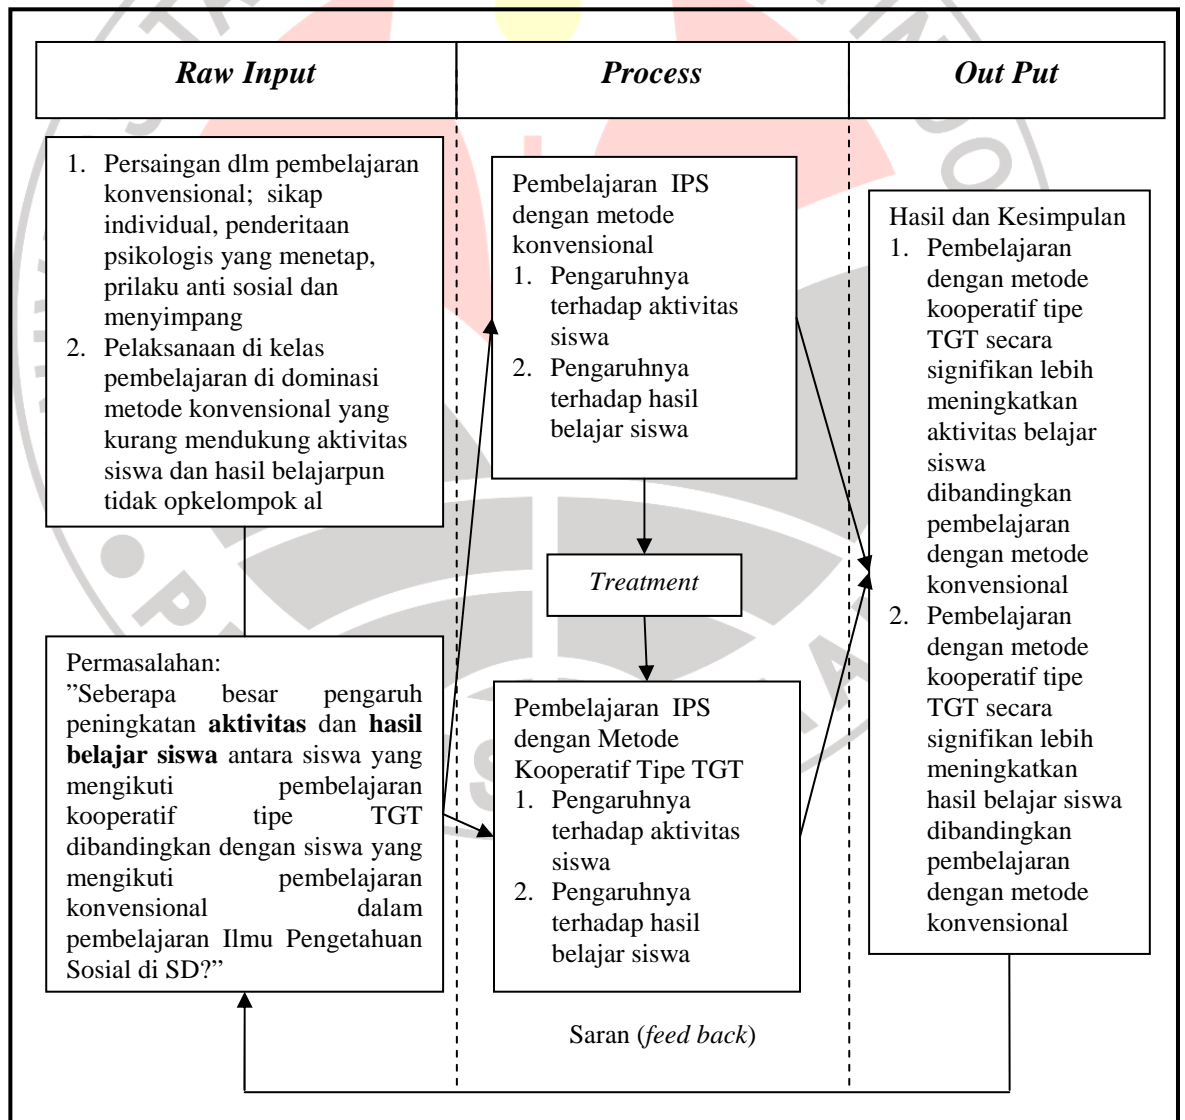 Raw Input
Process
Out Put
1. Persaingan dlm pembelajaran
konvensional; sikap
individual, penderitaan
psikologis yang menetap,
prilaku anti sosial dan
menyimpang
2. Pelaksanaan di kelas
pembelajaran di dominasi
metode konvensional yang
kurang mendukung aktivitas
siswa dan hasil belajarpun
tidak opkelompok al
Permasalahan:
”Seberapa besar pengaruh
peningkatan aktivitas dan hasil
belajar siswa antara siswa yang
mengikuti pembelajaran
kooperatif tipe TGT
dibandingkan dengan siswa yang
mengikuti pembelajaran
konvensional dalam
pembelajaran Ilmu Pengetahuan
Sosial di SD?”
Pembelajaran IPS
dengan metode
konvensional
1. Pengaruhnya
terhadap aktivitas
siswa
2. Pengaruhnya
terhadap hasil
belajar siswa
Treatment
Pembelajaran IPS
dengan Metode
Kooperatif Tipe TGT
1. Pengaruhnya
terhadap aktivitas
siswa
2. Pengaruhnya
terhadap hasil
belajar siswa
Hasil dan Kesimpulan
1. Pembelajaran
dengan metode
kooperatif tipe
TGT secara
signifikan lebih
meningkatkan
aktivitas belajar
siswa
dibandingkan
pembelajaran
dengan metode
konvensional
2. Pembelajaran
dengan metode
kooperatif tipe
TGT secara
signifikan lebih
meningkatkan
hasil belajar siswa
dibandingkan
pembelajaran
dengan metode
konvensional
Saran (feed back)